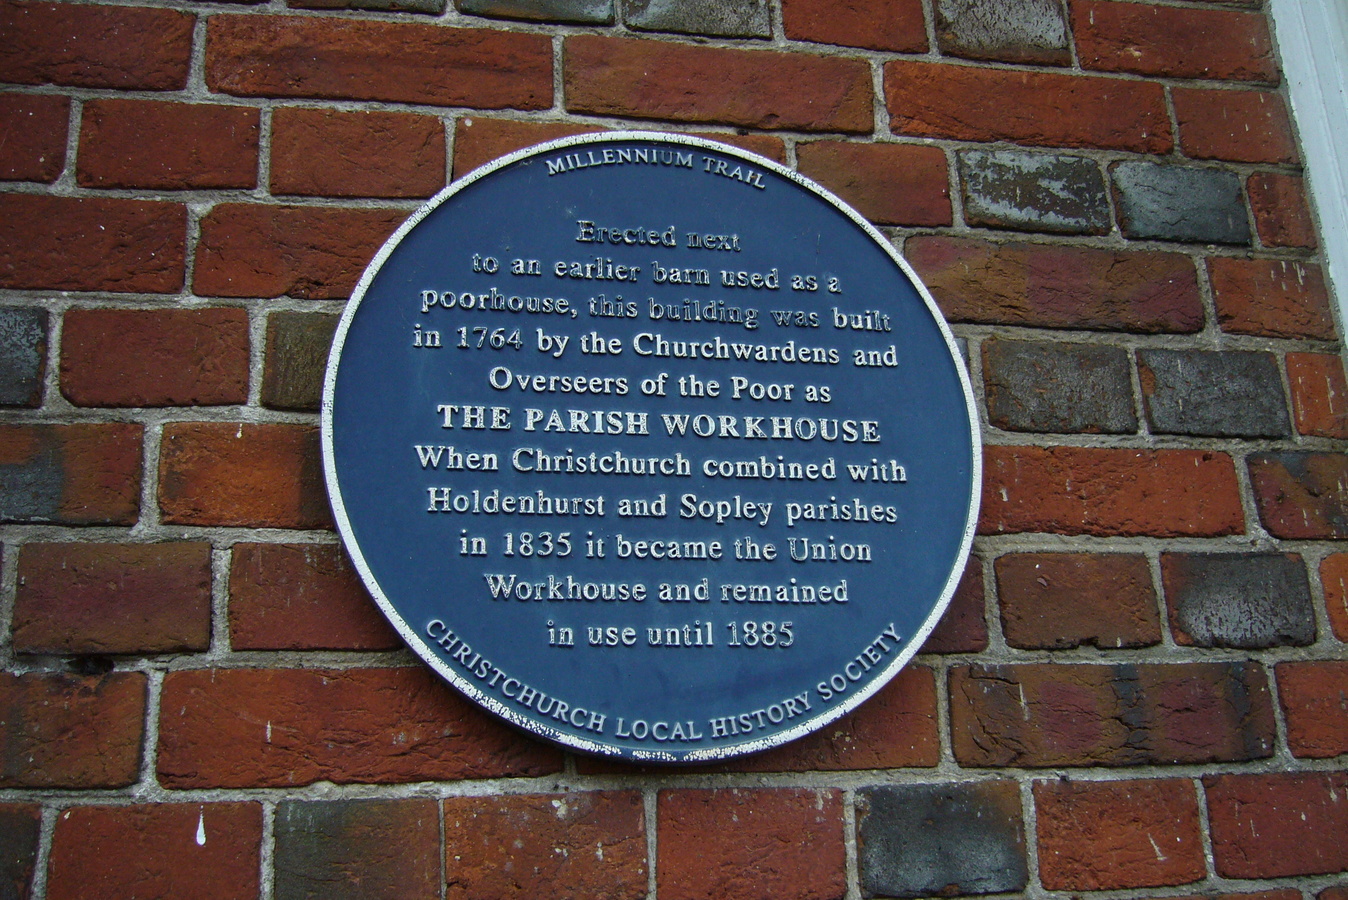 MILLENNIUM TRAIL
Erected next
to an earlier barn used as a
poorhouse, this building was built
in 1764 by the Churchwardens and
Overseers of the Poor as
THE PARISH WORKHOUSE
When Christchurch combined with
Holdenhurst and Sopley parishes
in 1835 it became the Union
Workhouse and remained
in use until 1885
CHRISTCHURCH LOCAL HISTORY SOCIETY